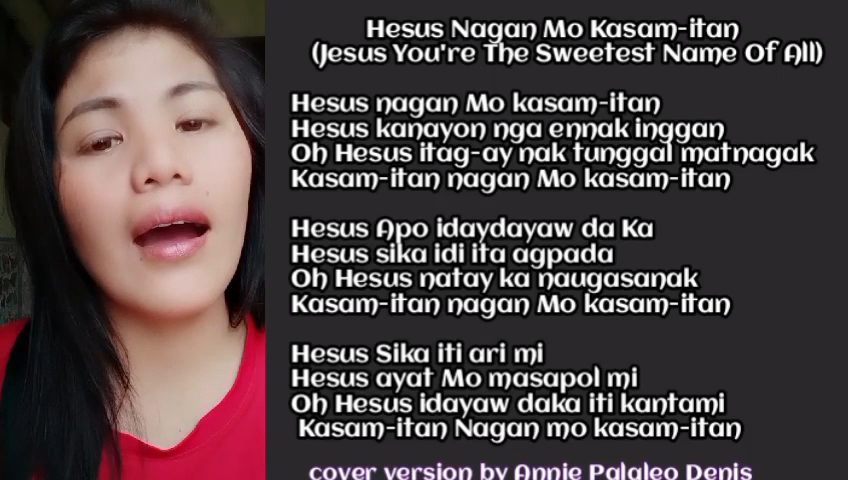 Hesus Nagan Mo Kasam-itan
(Jesus You're The Sweetest Name Of All)
Hesus nagan Mo kasam-itan
Hesus kanayon nga ennak inggan
Oh Hesus itag-ay nak tunggal matnagak
Kasam-itan nagan Mo kasam-itan
Hesus Apo idaydayaw da Ka
Hesus sika idi ita agpada
Oh Hesus natay ka naugasanak
Kasam-itan nagan Mo kasam-itan
Hesus Sika iti ari mi
Hesus ayat Mo masapol mi
Oh Hesus idayaw daka iti kantami
Kasam-itan Nagan mo kasam-itan
cover version by Annie Palaleo Denis